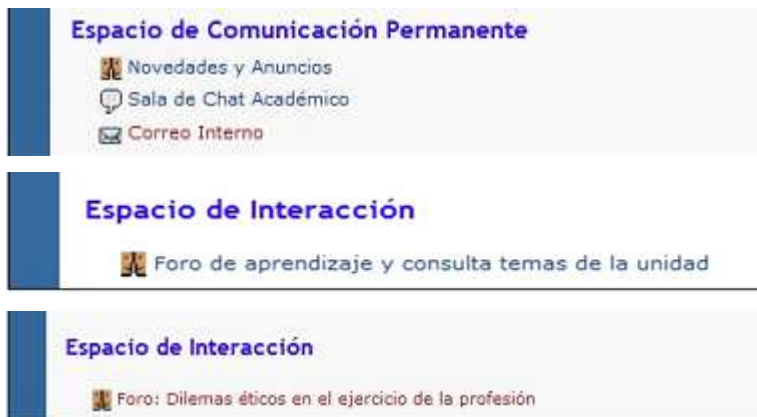 Espacio de Comunicación Permanente
Novedades y Anuncios
Sala de Chat Académico
Correo Interno
Espacio de Interacción
Foro de aprendizaje y consulta temas de la unidad
Espacio de Interacción
Foro: Dilemas éticos en el ejercicio de la profesión